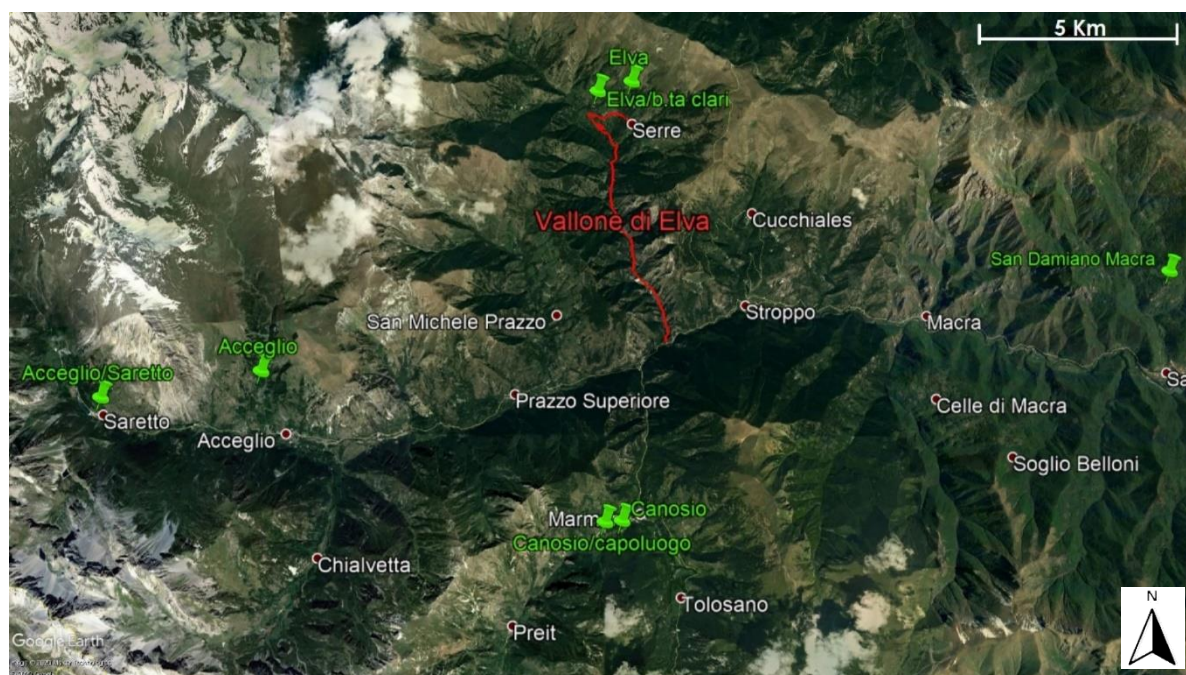 5 Km
Elva
Elva/b.ta clari
Serre
Vallone di Elva
Cucchiales
San Damiano Macra
San Michele Prazzo
Stroppo
Macra
Acceglio
Acceglio/Saretto
Saretto
Prazzo Superiore
Sa
Celle di Macra
Acceglio
Soglio Belloni
Marm
Canosio
Canosio/capoluogo
Chialvetta
Tolosano
Preit
N
Google Earth